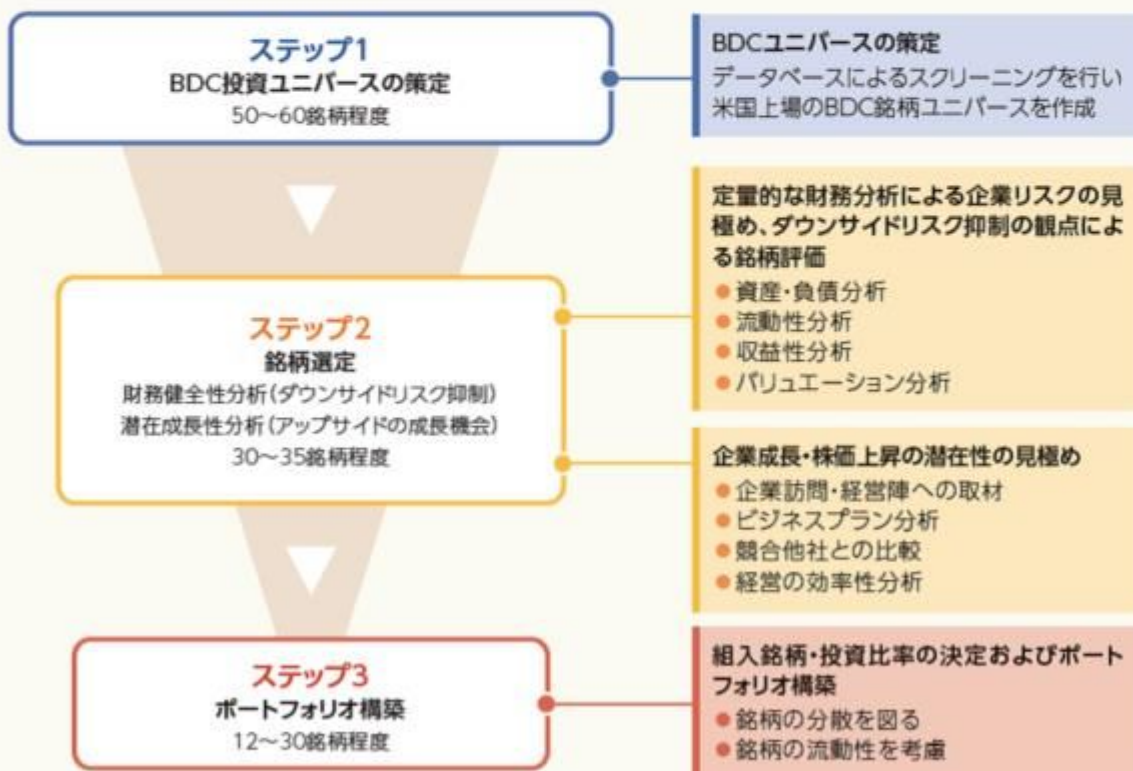 ステップ1
BDC投資ユニバースの策定
50〜60銘柄程度
BDCユニバースの策定
データベースによるスクリーニングを行い
米国上場のBDC銘柄ユニバースを作成
ステップ2
銘柄選定
財務健全性分析(ダウンサイドリスク抑制)
潜在成長性分析(アップサイドの成長機会)
30〜35銘柄程度
定量的な財務分析による企業リスクの見
極め、ダウンサイドリスク抑制の観点によ
る銘柄評価
●資産・負債分析
●流動性分析
●収益性分析
●バリュエーション分析
企業成長・株価上昇の潜在性の見極め
●企業訪問・経営陣への取材
●ビジネスプラン分析
●競合他社との比較
●経営の効率性分析
ステップ3
ポートフォリオ構築
12〜30銘柄程度
組入銘柄・投資比率の決定およびポート
フォリオ構築
●銘柄の分散を図る
●銘柄の流動性を考慮